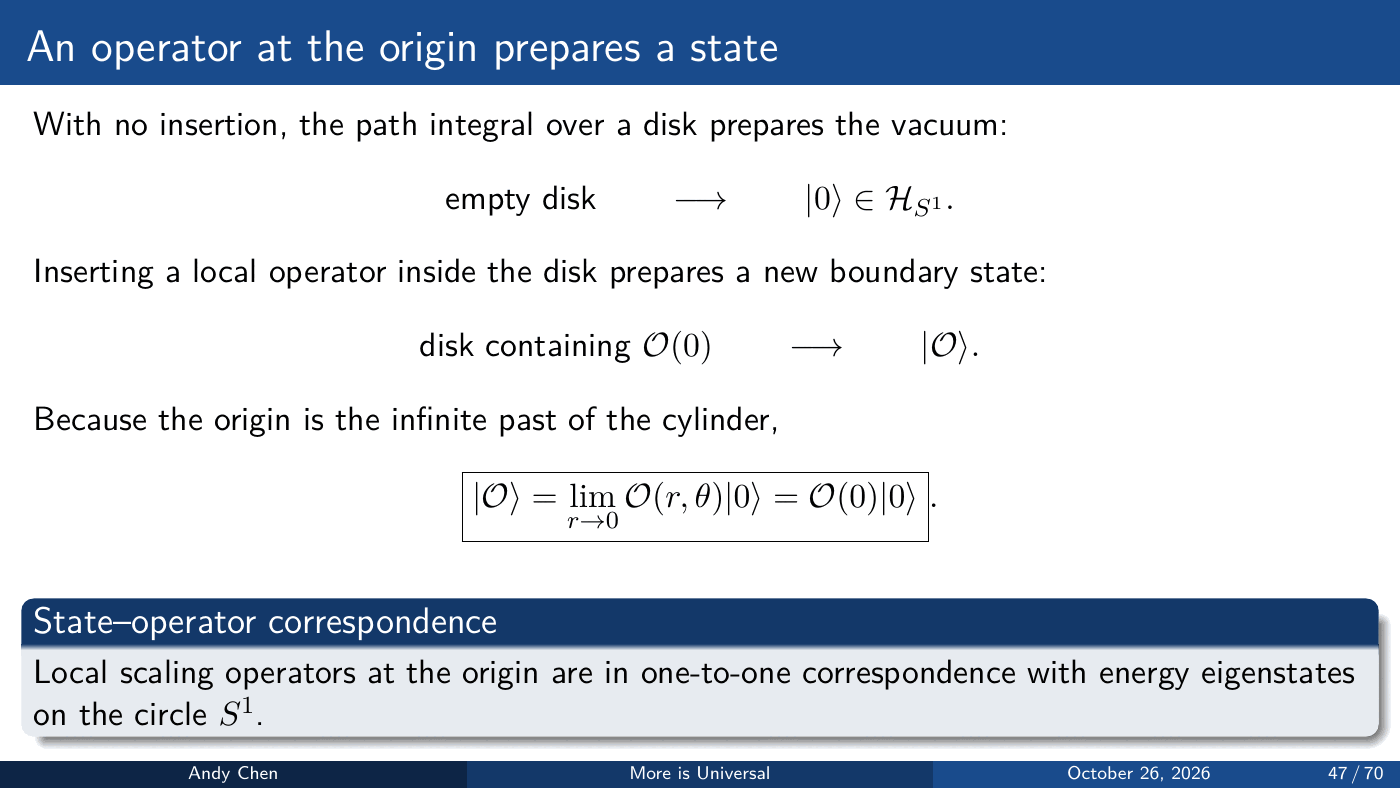 An operator at the origin prepares a state
With no insertion, the path integral over a disk prepares the vacuum:
empty disk ⟶ |0⟩ ∈ ℋ_{S¹}.
Inserting a local operator inside the disk prepares a new boundary state:
disk containing 𝒪(0) ⟶ |𝒪⟩.
Because the origin is the infinite past of the cylinder,
|𝒪⟩ = lim_{r→0} 𝒪(r, θ)|0⟩ = 𝒪(0)|0⟩ .
State–operator correspondence
Local scaling operators at the origin are in one-to-one correspondence with energy eigenstates
on the circle S¹.
Andy Chen More is Universal October 26, 2026 47 / 70